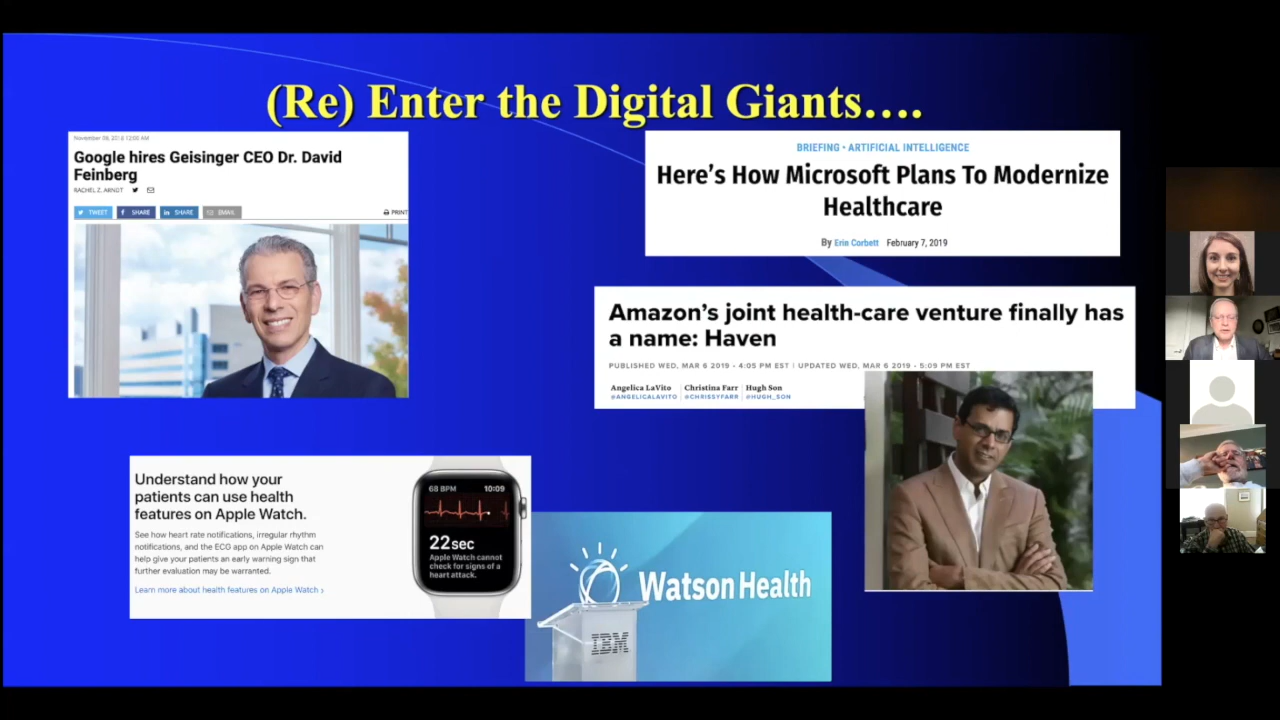 (Re) Enter the Digital Giants....
November 08, 2018 12:00 AM
Google hires Geisinger CEO Dr. David
Feinberg
RACHEL Z. ARNDT
TWEET
SHARE
SHARE
EMAIL
PRINT
BRIEFING • ARTIFICIAL INTELLIGENCE
Here's How Microsoft Plans To Modernize
Healthcare
By Erin Corbett February 7, 2019
Amazon's joint health-care venture finally has
a name: Haven
PUBLISHED WED, MAR 6 2019 • 4:05 PM EST | UPDATED WED, MAR 6 2019 • 5:09 PM EST
Angelica LaVito | Christina Farr | Hugh Son
@ANGELICALAVITO @CHRISSYFARR @HUGH_SON
Understand how your
patients can use health
features on Apple Watch.
See how heart rate notifications, irregular rhythm
notifications, and the ECG app on Apple Watch can
help give your patients an early warning sign that
further evaluation may be warranted.
Learn more about health features on Apple Watch ›
68 BPM 10:09
22sec
Apple Watch cannot
check for signs of a
heart attack.
Watson Health
IBM